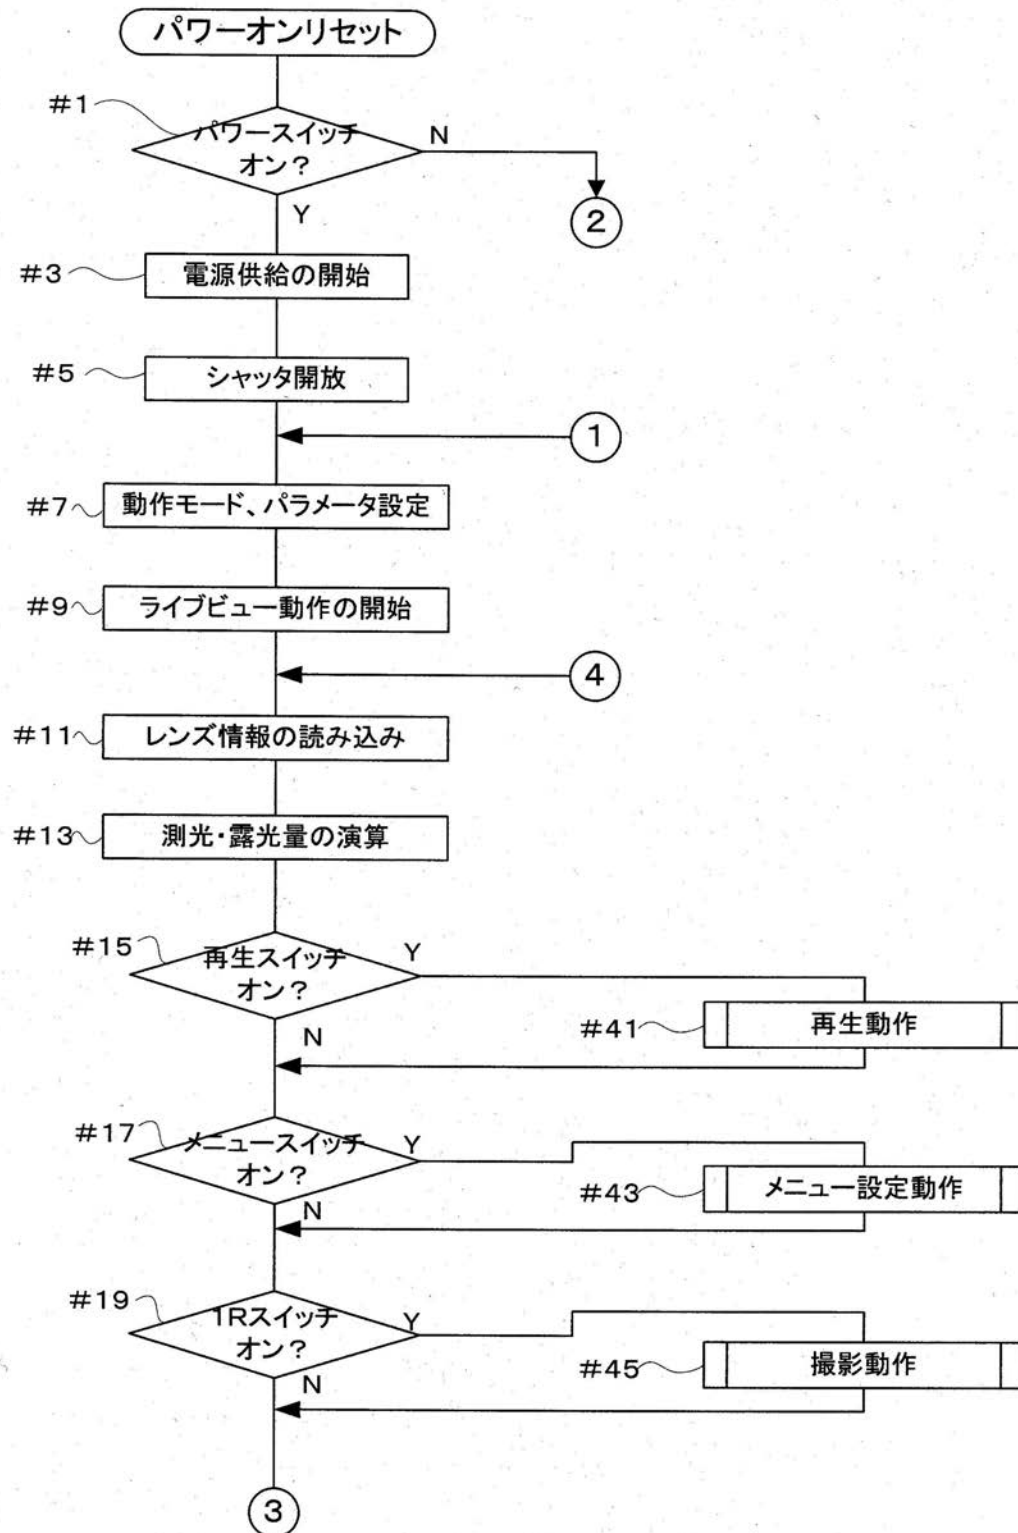 パワーオンリセット
#1
パワースイッチ
オン？
N
Y
2
#3
電源供給の開始
#5
シャッタ開放
1
#7
動作モード、パラメータ設定
#9
ライブビュー動作の開始
4
#11
レンズ情報の読み込み
#13
測光・露光量の演算
#15
再生スイッチ
オン？
Y
N
#41
再生動作
#17
メニュースイッチ
オン？
Y
N
#43
メニュー設定動作
#19
1Rスイッチ
オン？
Y
N
#45
撮影動作
3